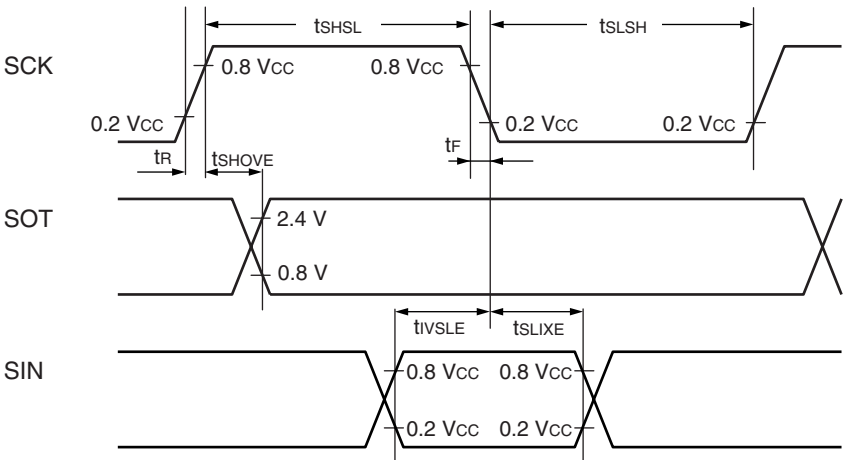 tSHSL
tSLSH
SCK
0.8 VCC
0.8 VCC
0.2 VCC
0.2 VCC
0.2 VCC
tR
tSHOVE
tF
SOT
2.4 V
0.8 V
tIVSLE
tSLIXE
SIN
0.8 VCC
0.8 VCC
0.2 VCC
0.2 VCC